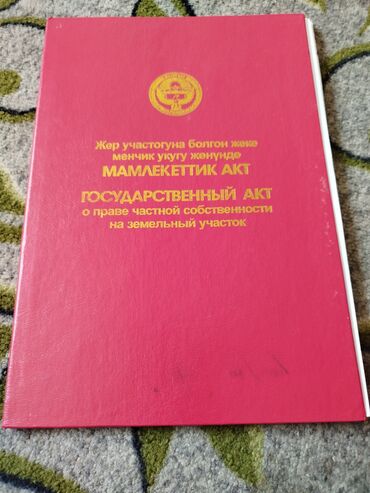 Жер участогуна болгон жеке
менчик укугу жөнүндө
МАМЛЕКЕТТИК АКТ
ГОСУДАРСТВЕННЫЙ АКТ
о праве частной собственности
на земельный участок